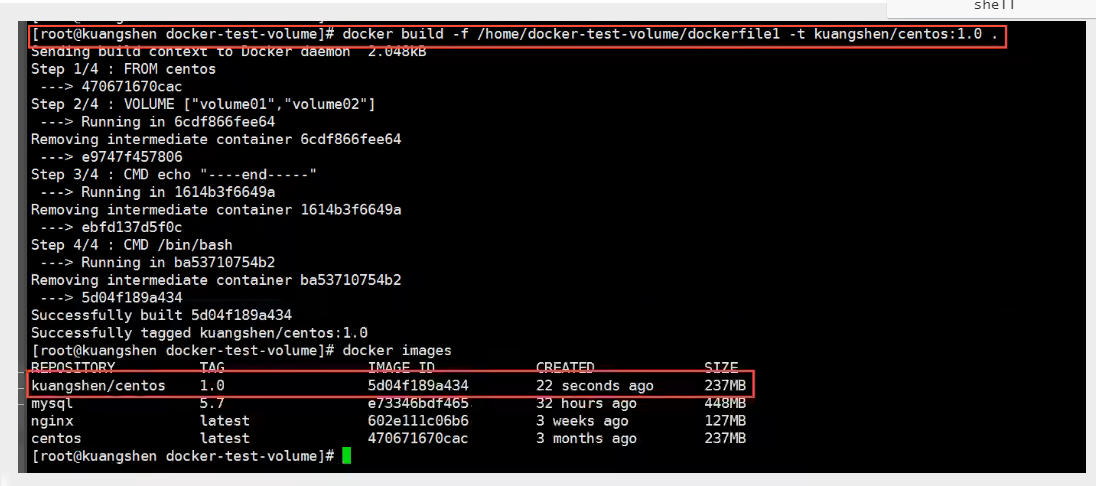 shell
[root@kuangshen docker-test-volume]# docker build -f /home/docker-test-volume/dockerfile1 -t kuangshen/centos:1.0 .
Sending build context to Docker daemon  2.048kB
Step 1/4 : FROM centos
 ---> 470671670cac
Step 2/4 : VOLUME ["volume01","volume02"]
 ---> Running in 6cdf866fee64
Removing intermediate container 6cdf866fee64
 ---> e9747f457806
Step 3/4 : CMD echo "----end-----"
 ---> Running in 1614b3f6649a
Removing intermediate container 1614b3f6649a
 ---> ebfd137d5f0c
Step 4/4 : CMD /bin/bash
 ---> Running in ba53710754b2
Removing intermediate container ba53710754b2
 ---> 5d04f189a434
Successfully built 5d04f189a434
Successfully tagged kuangshen/centos:1.0
[root@kuangshen docker-test-volume]# docker images
REPOSITORY          TAG                 IMAGE ID            CREATED             SIZE
kuangshen/centos    1.0                 5d04f189a434        22 seconds ago      237MB
mysql               5.7                 e73346bdf465        32 hours ago        448MB
nginx               latest              602e111c06b6        3 weeks ago         127MB
centos              latest              470671670cac        3 months ago        237MB
[root@kuangshen docker-test-volume]#